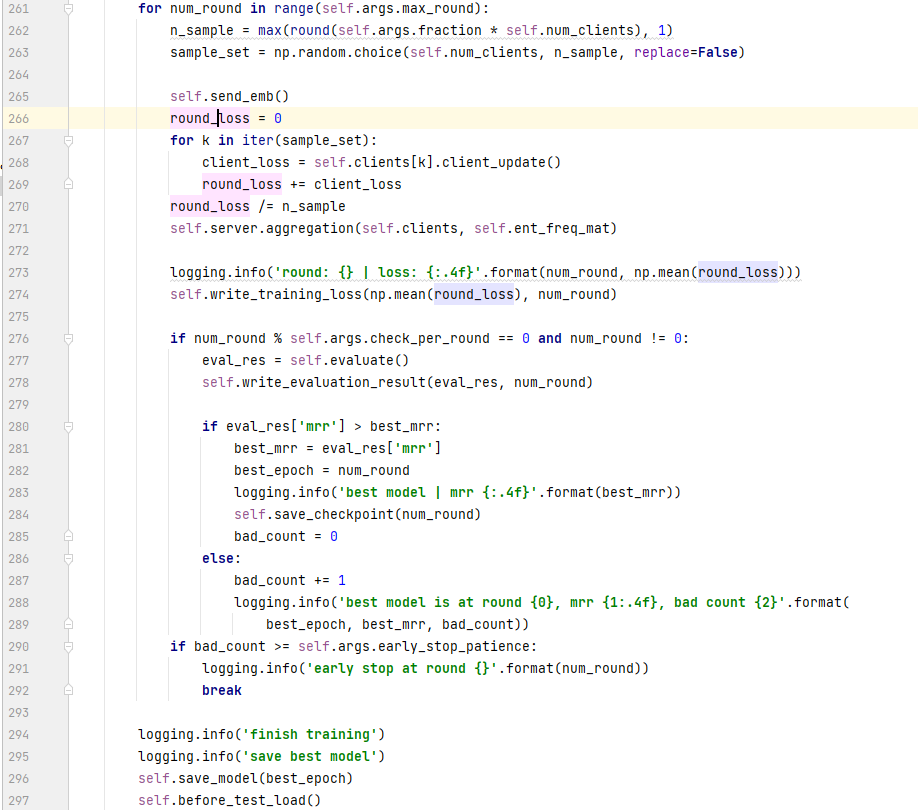 261 for num_round in range(self.args.max_round):
262 n_sample = max(round(self.args.fraction * self.num_clients), 1)
263 sample_set = np.random.choice(self.num_clients, n_sample, replace=False)
264
265 self.send_emb()
266 round_loss = 0
267 for k in iter(sample_set):
268 client_loss = self.clients[k].client_update()
269 round_loss += client_loss
270 round_loss /= n_sample
271 self.server.aggregation(self.clients, self.ent_freq_mat)
272
273 logging.info('round: {} | loss: {:.4f}'.format(num_round, np.mean(round_loss)))
274 self.write_training_loss(np.mean(round_loss), num_round)
275
276 if num_round % self.args.check_per_round == 0 and num_round != 0:
277 eval_res = self.evaluate()
278 self.write_evaluation_result(eval_res, num_round)
279
280 if eval_res['mrr'] > best_mrr:
281 best_mrr = eval_res['mrr']
282 best_epoch = num_round
283 logging.info('best model | mrr {:.4f}'.format(best_mrr))
284 self.save_checkpoint(num_round)
285 bad_count = 0
286 else:
287 bad_count += 1
288 logging.info('best model is at round {0}, mrr {1:.4f}, bad count {2}'.format(
289 best_epoch, best_mrr, bad_count))
290 if bad_count >= self.args.early_stop_patience:
291 logging.info('early stop at round {}'.format(num_round))
292 break
293
294 logging.info('finish training')
295 logging.info('save best model')
296 self.save_model(best_epoch)
297 self.before_test_load()